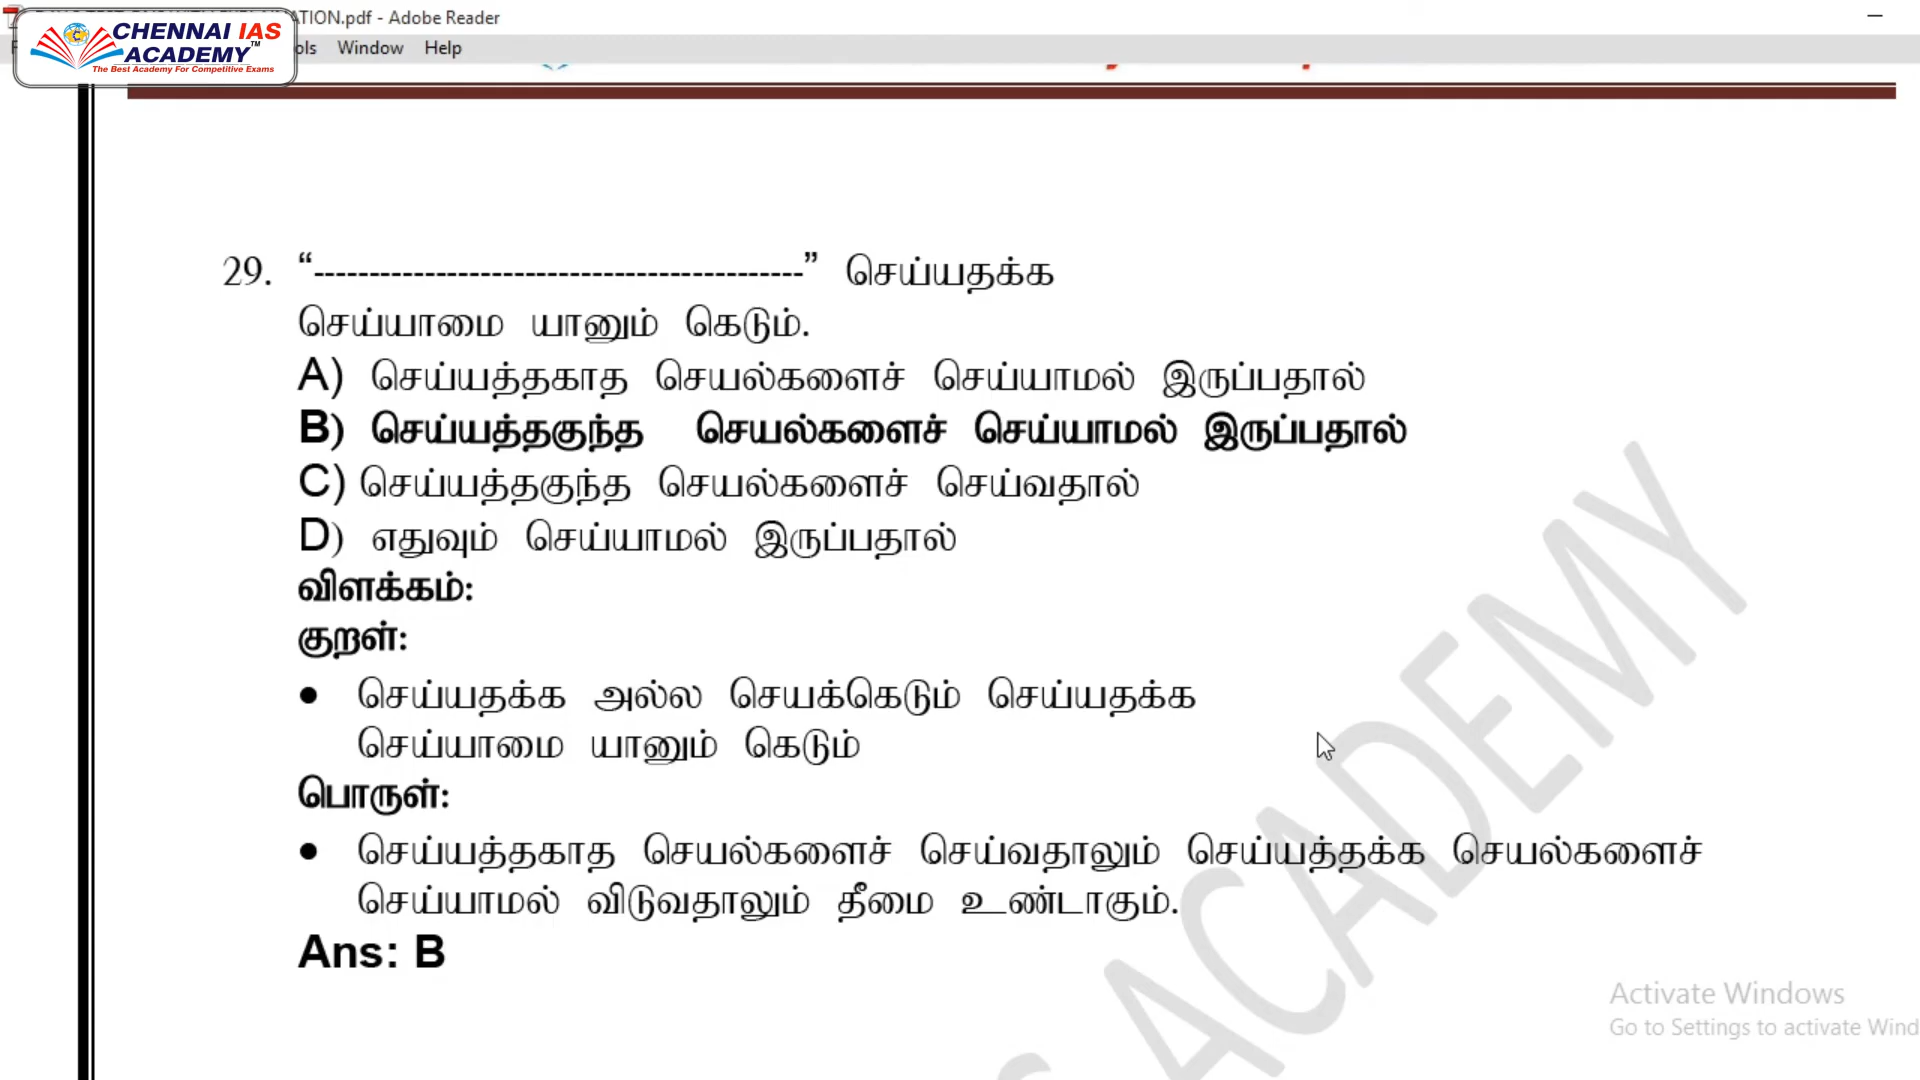 ATION.pdf - Adobe Reader
CHENNAI IAS
ACADEMY™
The Best Academy For Competitive Exams
ols Window Help
29. “--------------------------------------------” செய்யதக்க
செய்யாமை யானும் கெடும்.
A) செய்யத்தகாத செயல்களைச் செய்யாமல் இருப்பதால்
B) செய்யத்தகுந்த செயல்களைச் செய்யாமல் இருப்பதால்
C) செய்யத்தகுந்த செயல்களைச் செய்வதால்
D) எதுவும் செய்யாமல் இருப்பதால்
விளக்கம்:
குறள்:
● செய்யதக்க அல்ல செயக்கெடும் செய்யதக்க
செய்யாமை யானும் கெடும்
பொருள்:
● செய்யத்தகாத செயல்களைச் செய்வதாலும் செய்யத்தக்க செயல்களைச்
செய்யாமல் விடுவதாலும் தீமை உண்டாகும்.
Ans: B
S ACADEMY
Activate Windows
Go to Settings to activate Wind